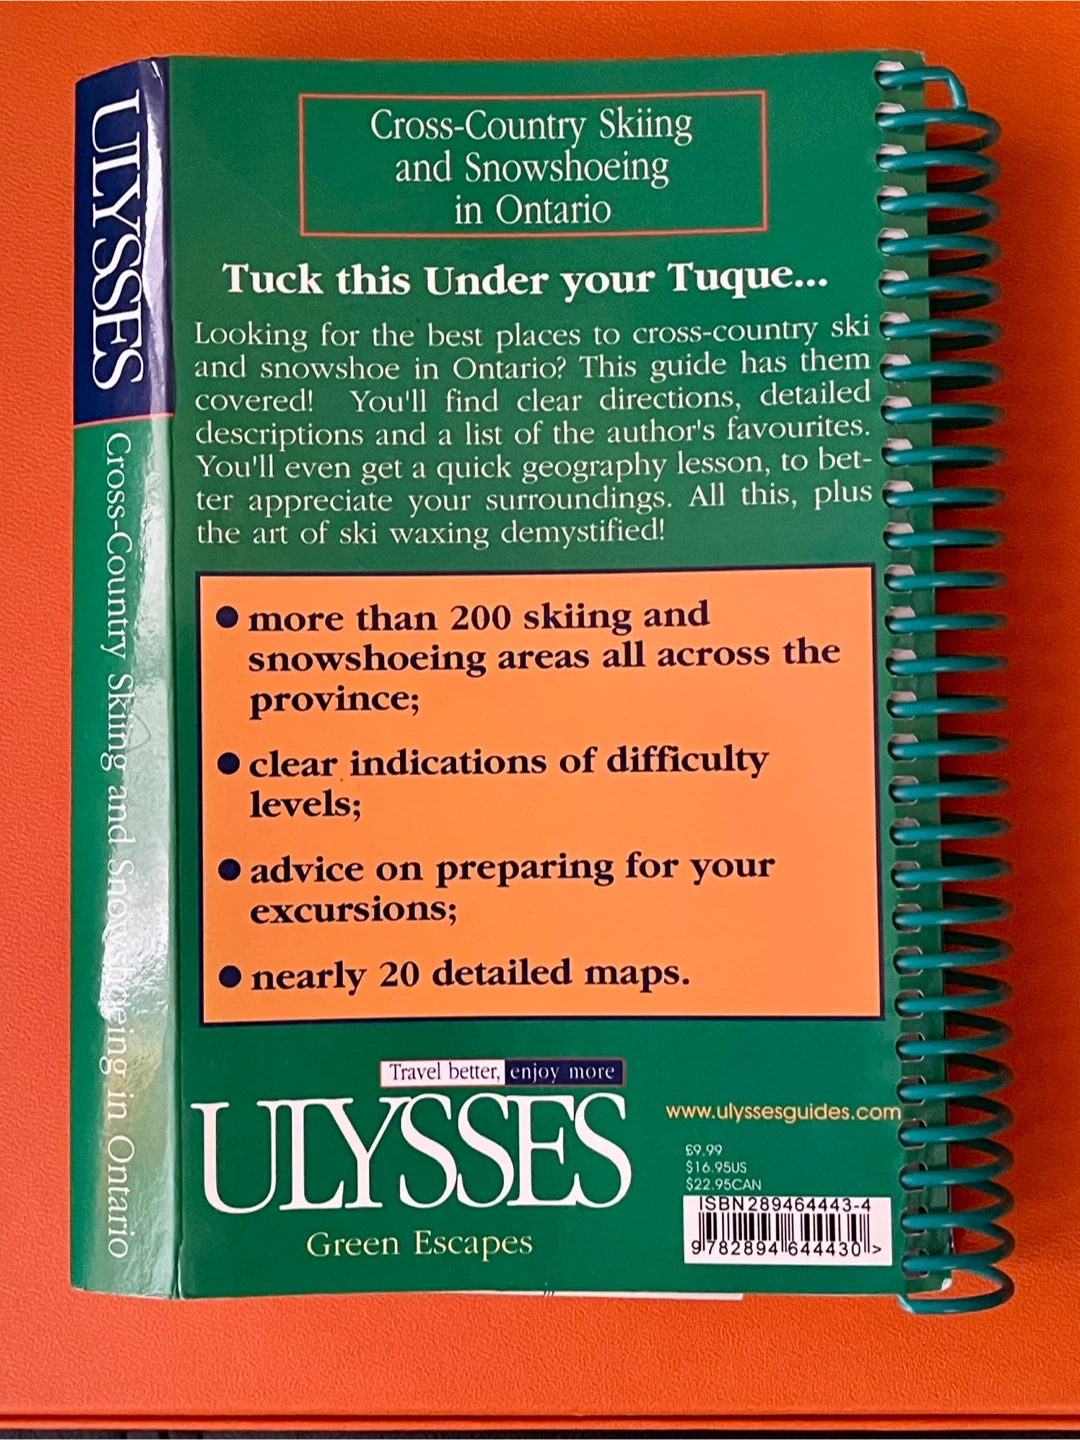 ULYSSES
Cross-Country Skiing and Snowshoeing in Ontario
Cross-Country Skiing
and Snowshoeing
in Ontario
Tuck this Under your Tuque...
Looking for the best places to cross-country ski
and snowshoe in Ontario? This guide has them
covered! You'll find clear directions, detailed
descriptions and a list of the author's favourites.
You'll even get a quick geography lesson, to bet-
ter appreciate your surroundings. All this, plus
the art of ski waxing demystified!
● more than 200 skiing and
snowshoeing areas all across the
province;
● clear indications of difficulty
levels;
● advice on preparing for your
excursions;
● nearly 20 detailed maps.
Travel better, enjoy more
ULYSSES
Green Escapes
www.ulyssesguides.com
£9.99
$16.95US
$22.95CAN
ISBN289464443-4
9782894644430>